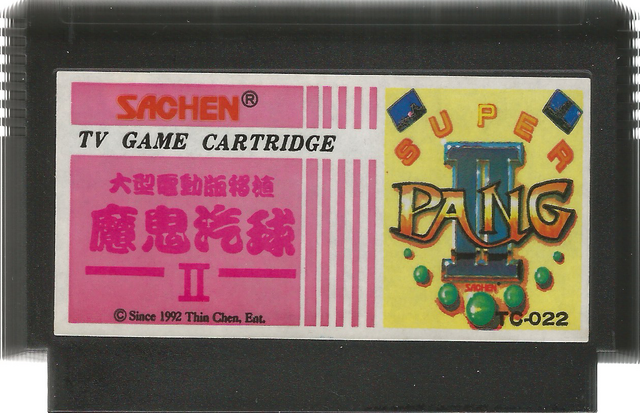 SACHEN®
TV GAME CARTRIDGE
大型電動版移植
魔鬼汽球
II
© Since 1992 Thin Chen, Ent.
SUPER
II
PANG
SACHEN
TC-022